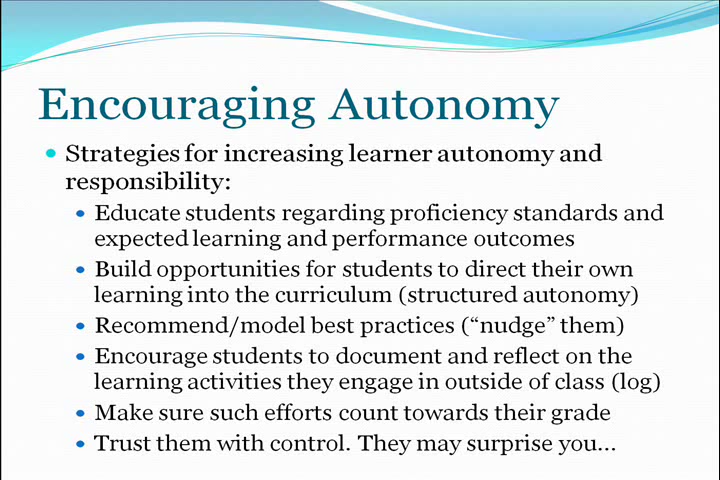 Encouraging Autonomy
• Strategies for increasing learner autonomy and
responsibility:
• Educate students regarding proficiency standards and
expected learning and performance outcomes
• Build opportunities for students to direct their own
learning into the curriculum (structured autonomy)
• Recommend/model best practices (“nudge” them)
• Encourage students to document and reflect on the
learning activities they engage in outside of class (log)
• Make sure such efforts count towards their grade
• Trust them with control. They may surprise you...